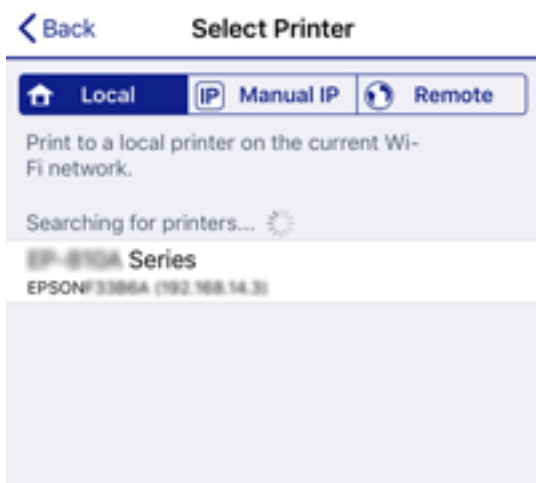 Back Select Printer
Local IP Manual IP Remote
Print to a local printer on the current Wi-
Fi network.
Searching for printers...
Series
EPSON